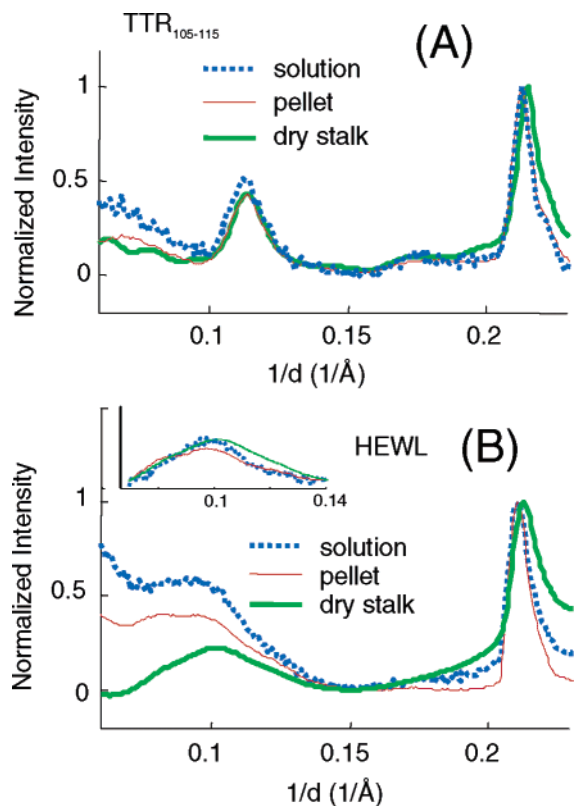 TTR105-115
(A)
solution
pellet
dry stalk
Normalized Intensity
1
0.5
0
0.1
0.15
0.2
1/d (1/Å)
(B)
HEWL
0.1
0.14
solution
pellet
dry stalk
Normalized Intensity
1
0.5
0
0.1
0.15
0.2
1/d (1/Å)